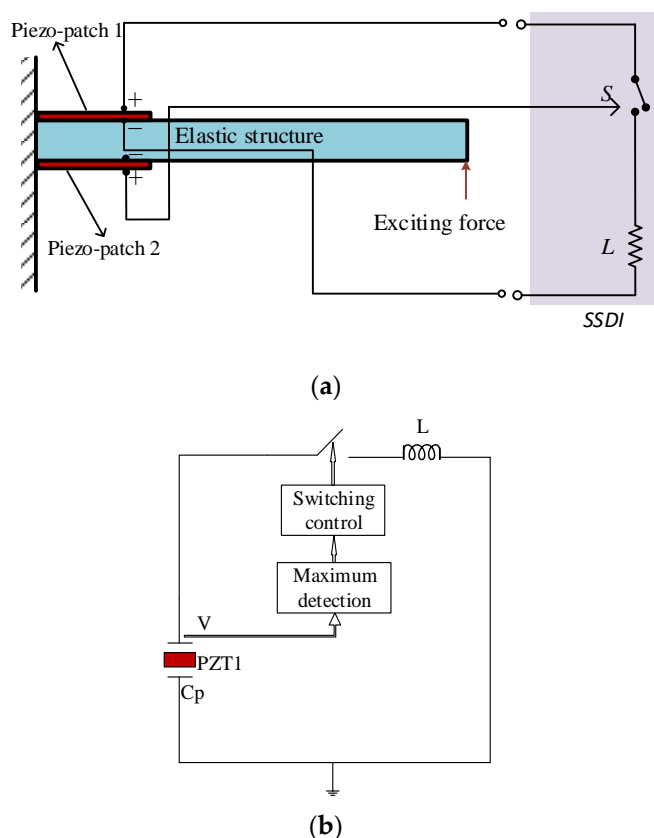 Piezo-patch 1
+
−
Elastic structure
−
+
Piezo-patch 2
Exciting force
S
L
SSDI
(a)
L
Switching
control
Maximum
detection
V
PZT1
Cp
(b)